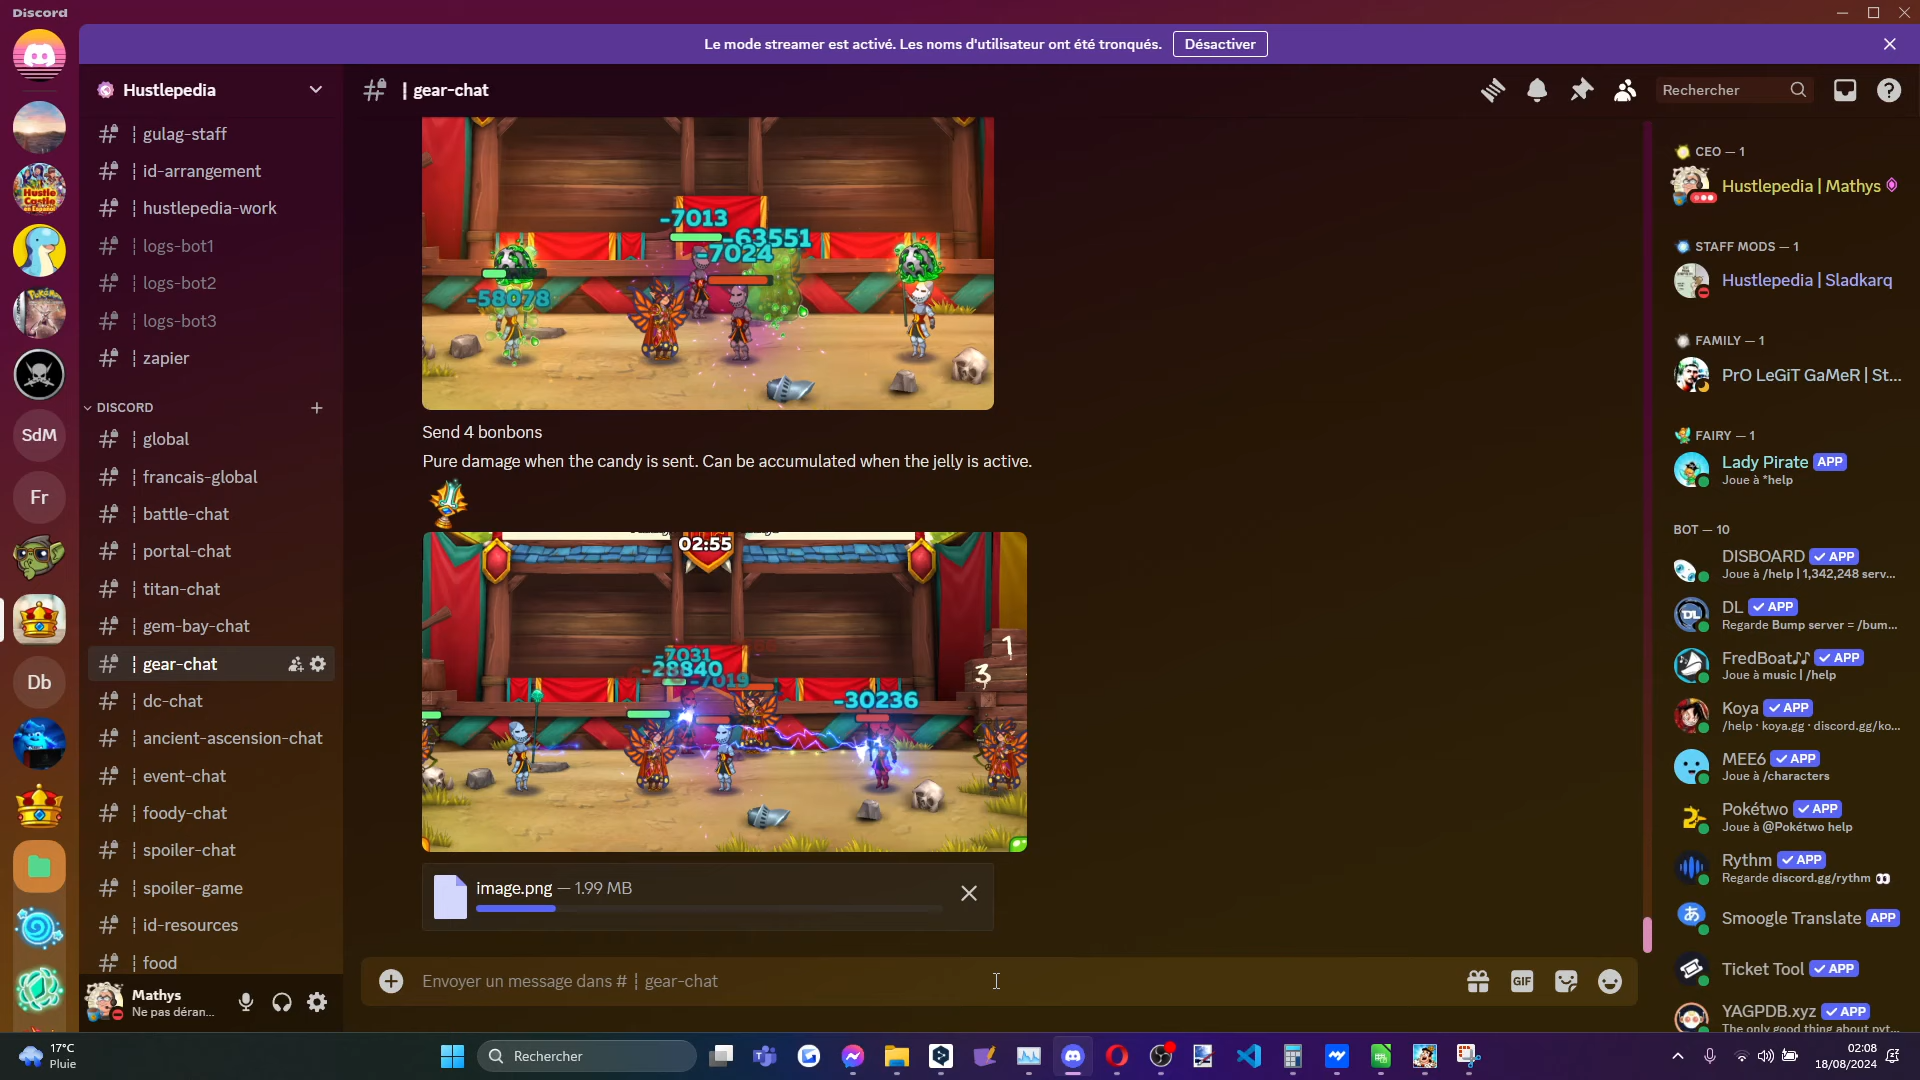 Discord
Le mode streamer est activé. Les noms d'utilisateur ont été tronqués.
Désactiver
Hustlepedia
SdM
Fr
Db
¦ gulag-staff
¦ id-arrangement
¦ hustlepedia-work
¦ logs-bot1
¦ logs-bot2
¦ logs-bot3
¦ zapier
DISCORD
¦ global
¦ francais-global
¦ battle-chat
¦ portal-chat
¦ titan-chat
¦ gem-bay-chat
¦ gear-chat
¦ dc-chat
¦ ancient-ascension-chat
¦ event-chat
¦ foody-chat
¦ spoiler-chat
¦ spoiler-game
¦ id-resources
¦ food
Mathys
Ne pas déran...
| gear-chat
Rechercher
-7013
-63551
-7024
-58078
Send 4 bonbons
Pure damage when the candy is sent. Can be accumulated when the jelly is active.
02:55
-7031
-28840
-7019
-30236
1
3
image.png — 1.99 MB
Envoyer un message dans # ¦ gear-chat
GIF
CEO — 1
Hustlepedia | Mathys
STAFF MODS — 1
Hustlepedia | Sladkarq
FAMILY — 1
PrO LeGiT GaMeR | St...
FAIRY — 1
Lady Pirate APP
Joue à *help
BOT — 10
DISBOARD ✓ APP
Joue à /help | 1,342,248 serv...
DL ✓ APP
Regarde Bump server = /bum...
FredBoat♪♪ ✓ APP
Joue à music | /help
Koya ✓ APP
/help · koya.gg · discord.gg/ko...
MEE6 ✓ APP
Joue à /characters
Pokétwo ✓ APP
Joue à @Pokétwo help
Rythm ✓ APP
Regarde discord.gg/rythm 👀
Smoogle Translate APP
Ticket Tool ✓ APP
YAGPDB.xyz ✓ APP
The only good thing about pyt...
17°C
Pluie
Rechercher
02:08
18/08/2024